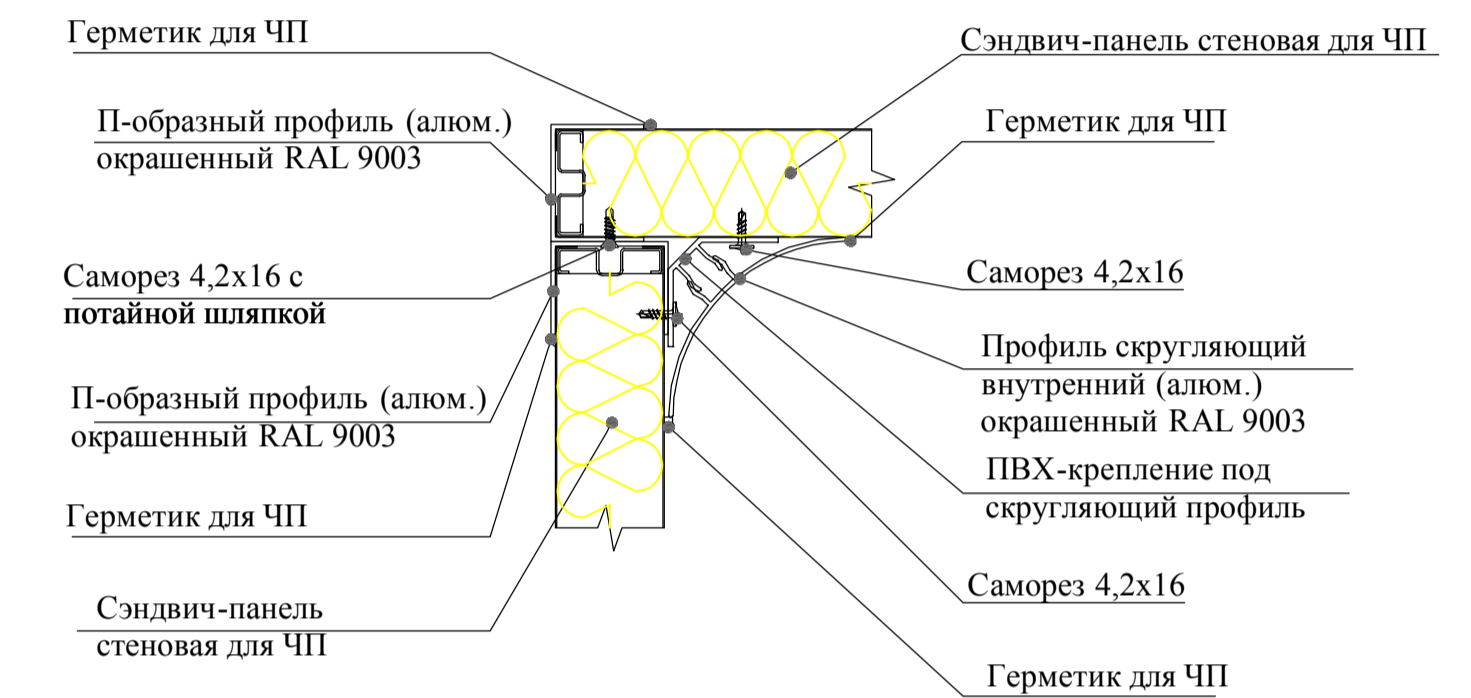 Герметик для ЧП
П-образный профиль (алюм.)
окрашенный RAL 9003
Саморез 4,2х16 с
потайной шляпкой
П-образный профиль (алюм.)
окрашенный RAL 9003
Герметик для ЧП
Сэндвич-панель
стеновая для ЧП
Сэндвич-панель стеновая для ЧП
Герметик для ЧП
Саморез 4,2х16
Профиль скругляющий
внутренний (алюм.)
окрашенный RAL 9003
ПВХ-крепление под
скругляющий профиль
Саморез 4,2х16
Герметик для ЧП